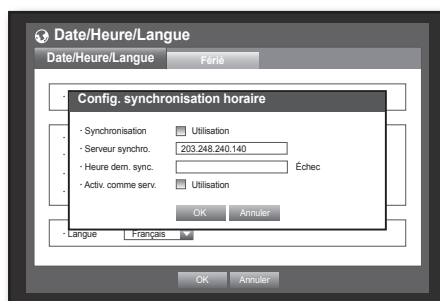 Date/Heure/Langue
Date/Heure/Langue Férié
Config. synchronisation horaire
· Synchronisation Utilisation
· Serveur synchro. 203.248.240.140
· Heure dern. sync. Échec
· Activ. comme serv. Utilisation
OK Annuler
· Langue Français
OK Annuler